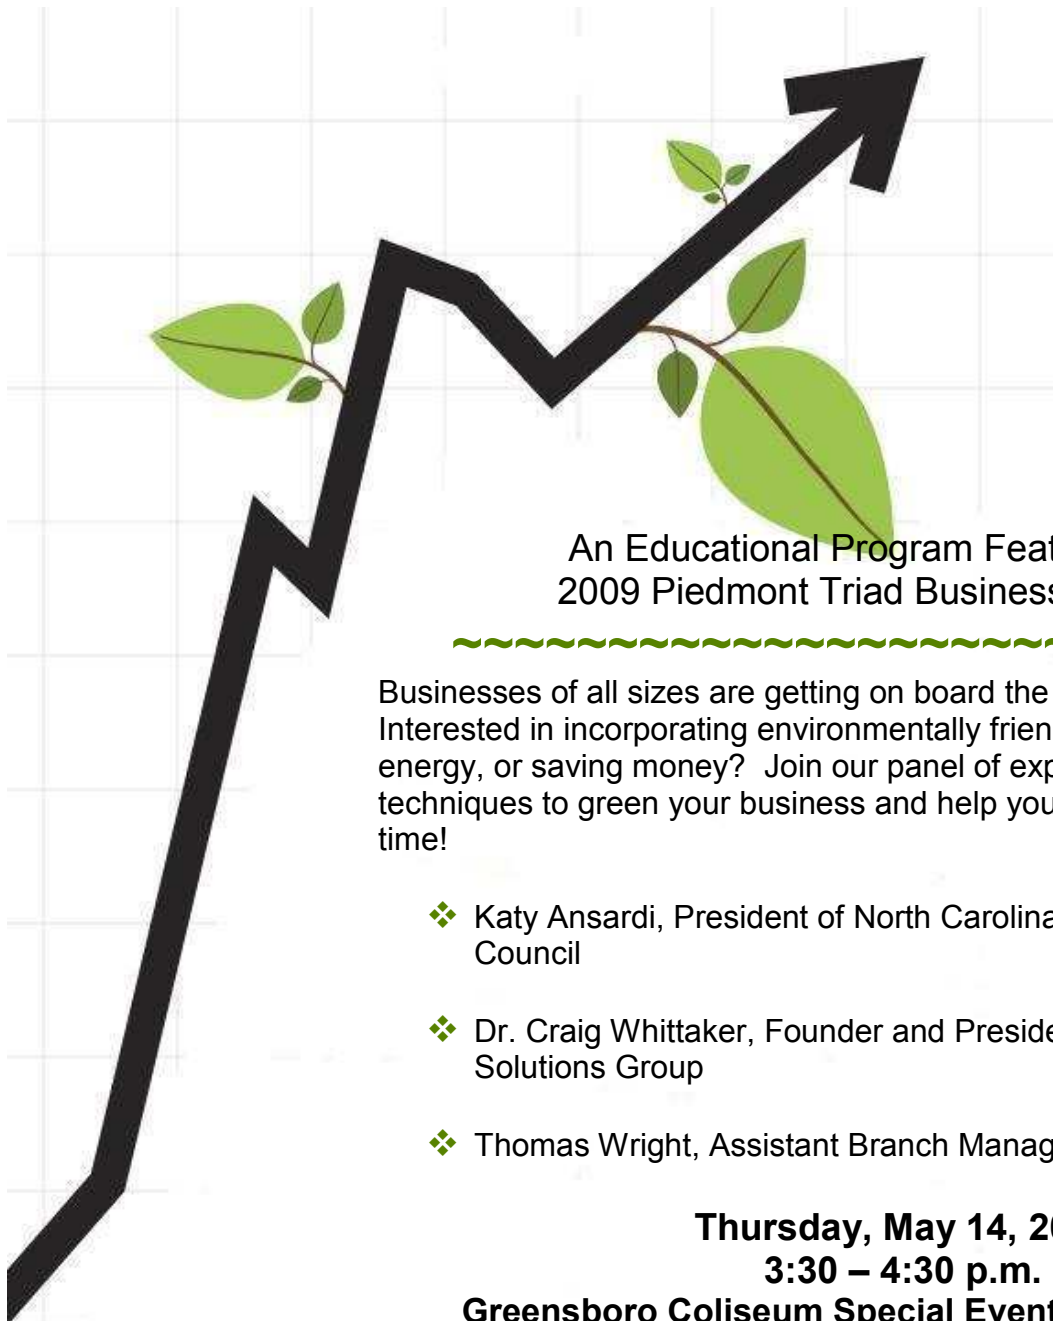 An Educational Program Feat
2009 Piedmont Triad Business
~~~~~~~~~~~~~~~~~~~~
Businesses of all sizes are getting on board the
Interested in incorporating environmentally frien
energy, or saving money?  Join our panel of exp
techniques to green your business and help you
time!
❖ Katy Ansardi, President of North Carolina
Council
❖ Dr. Craig Whittaker, Founder and Preside
Solutions Group
❖ Thomas Wright, Assistant Branch Manag
Thursday, May 14, 20
3:30 – 4:30 p.m.
Greensboro Coliseum Special Event